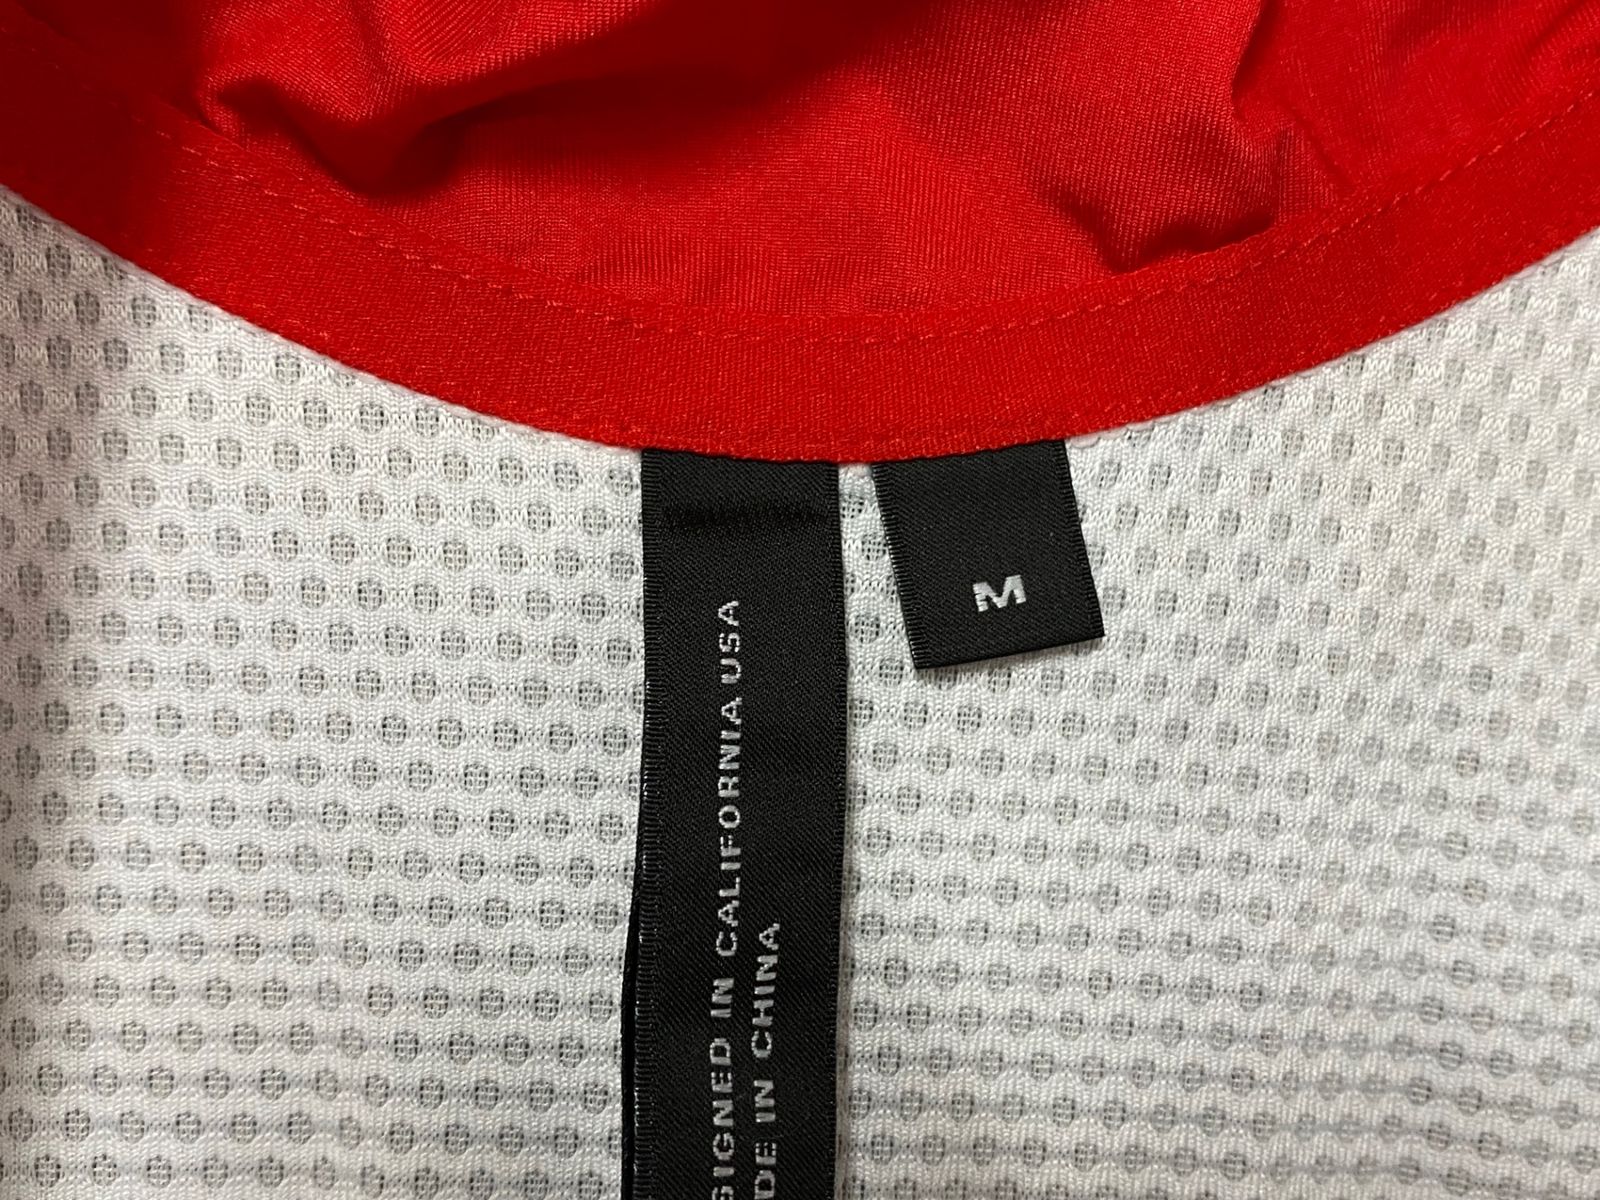 M
SIGNED IN CALIFORNIA USA
DE IN CHINA